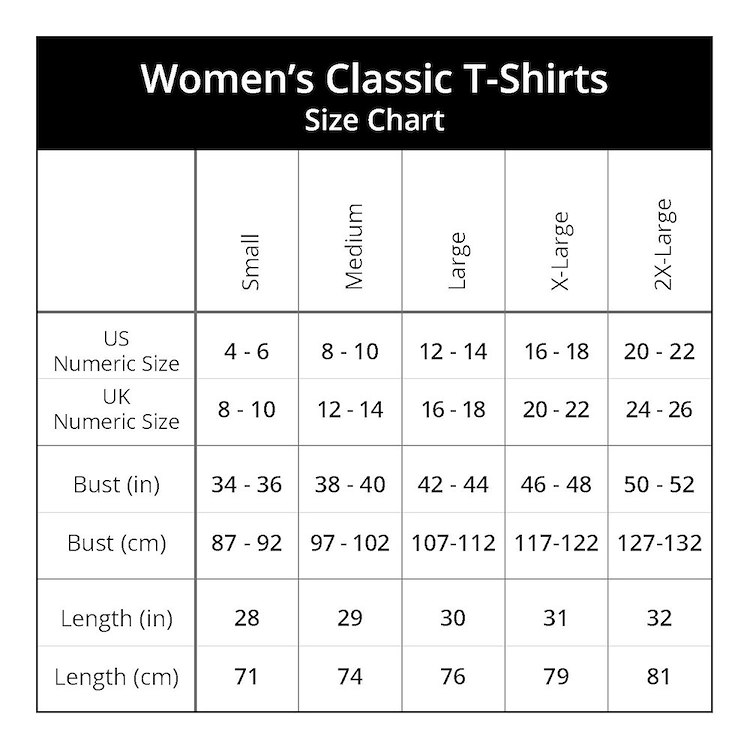 Women’s Classic T-Shirts
Size Chart
Small Medium Large X-Large 2X-Large
US
Numeric Size 4 - 6 8 - 10 12 - 14 16 - 18 20 - 22
UK
Numeric Size 8 - 10 12 - 14 16 - 18 20 - 22 24 - 26
Bust (in) 34 - 36 38 - 40 42 - 44 46 - 48 50 - 52
Bust (cm) 87 - 92 97 - 102 107-112 117-122 127-132
Length (in) 28 29 30 31 32
Length (cm) 71 74 76 79 81